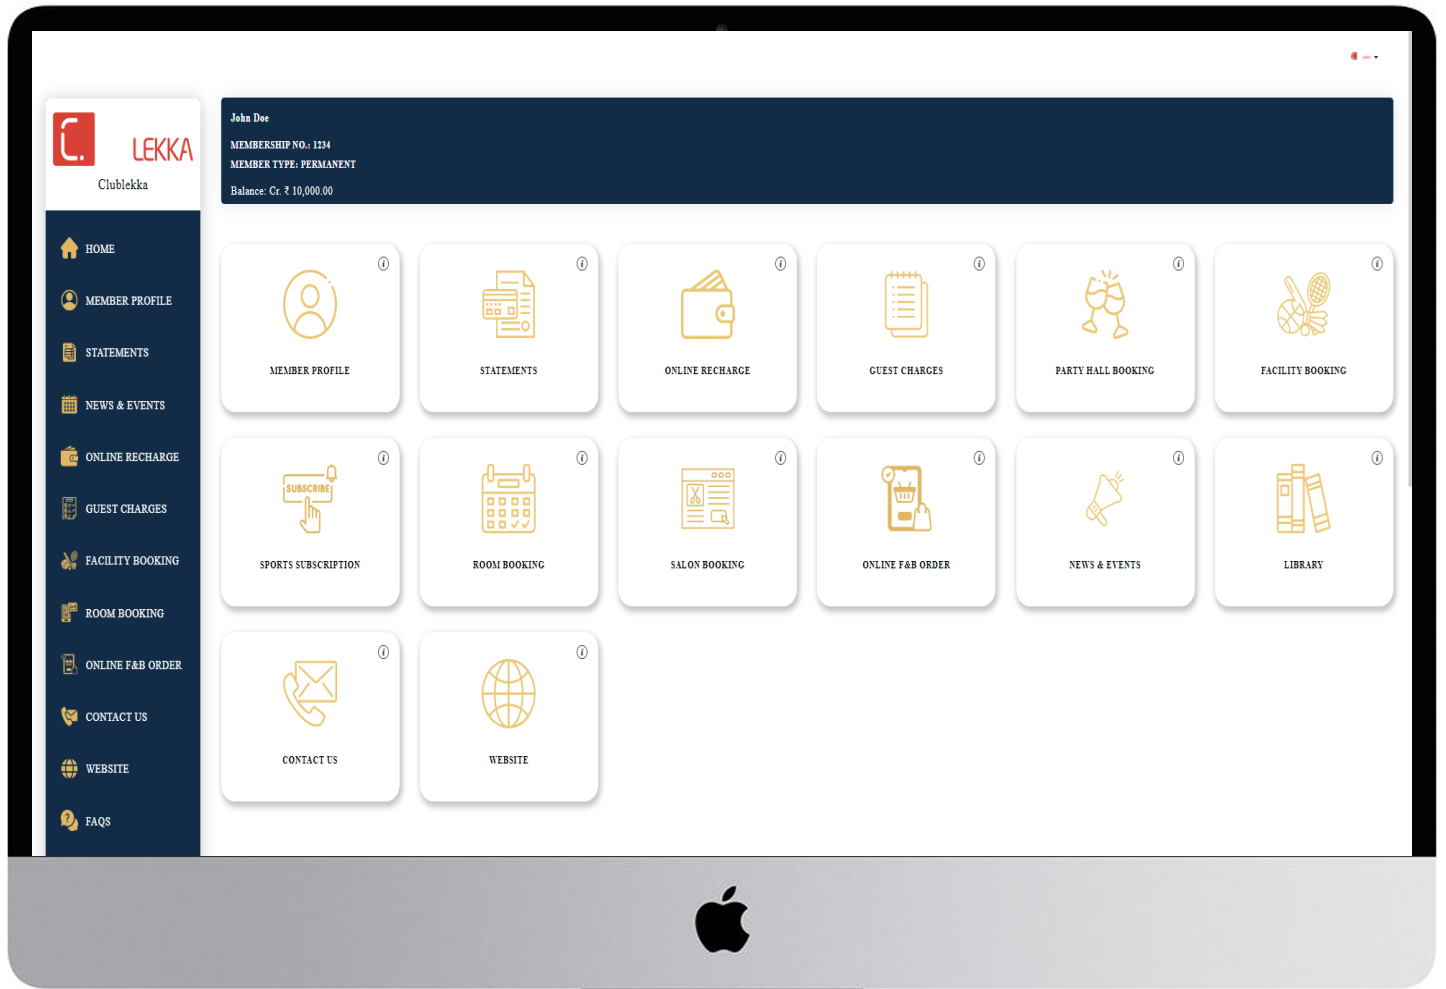 LEKKA
Clublekka
HOME
MEMBER PROFILE
STATEMENTS
NEWS & EVENTS
ONLINE RECHARGE
GUEST CHARGES
FACILITY BOOKING
ROOM BOOKING
ONLINE F&B ORDER
CONTACT US
WEBSITE
FAQS
John Doe
MEMBERSHIP NO.: 1234
MEMBER TYPE: PERMANENT
Balance: Cr. ₹ 10,000.00
MEMBER PROFILE
STATEMENTS
ONLINE RECHARGE
GUEST CHARGES
PARTY HALL BOOKING
FACILITY BOOKING
SUBSCRIBE
SPORTS SUBSCRIPTION
ROOM BOOKING
SALON BOOKING
ONLINE F&B ORDER
NEWS & EVENTS
LIBRARY
CONTACT US
WEBSITE